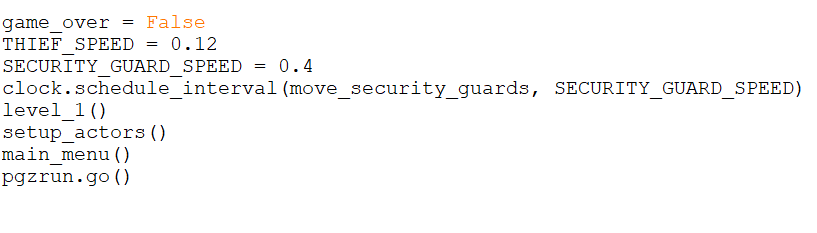 game_over = False
THIEF_SPEED = 0.12
SECURITY_GUARD_SPEED = 0.4
clock.schedule_interval(move_security_guards, SECURITY_GUARD_SPEED)
level_1()
setup_actors()
main_menu()
pgzrun.go()